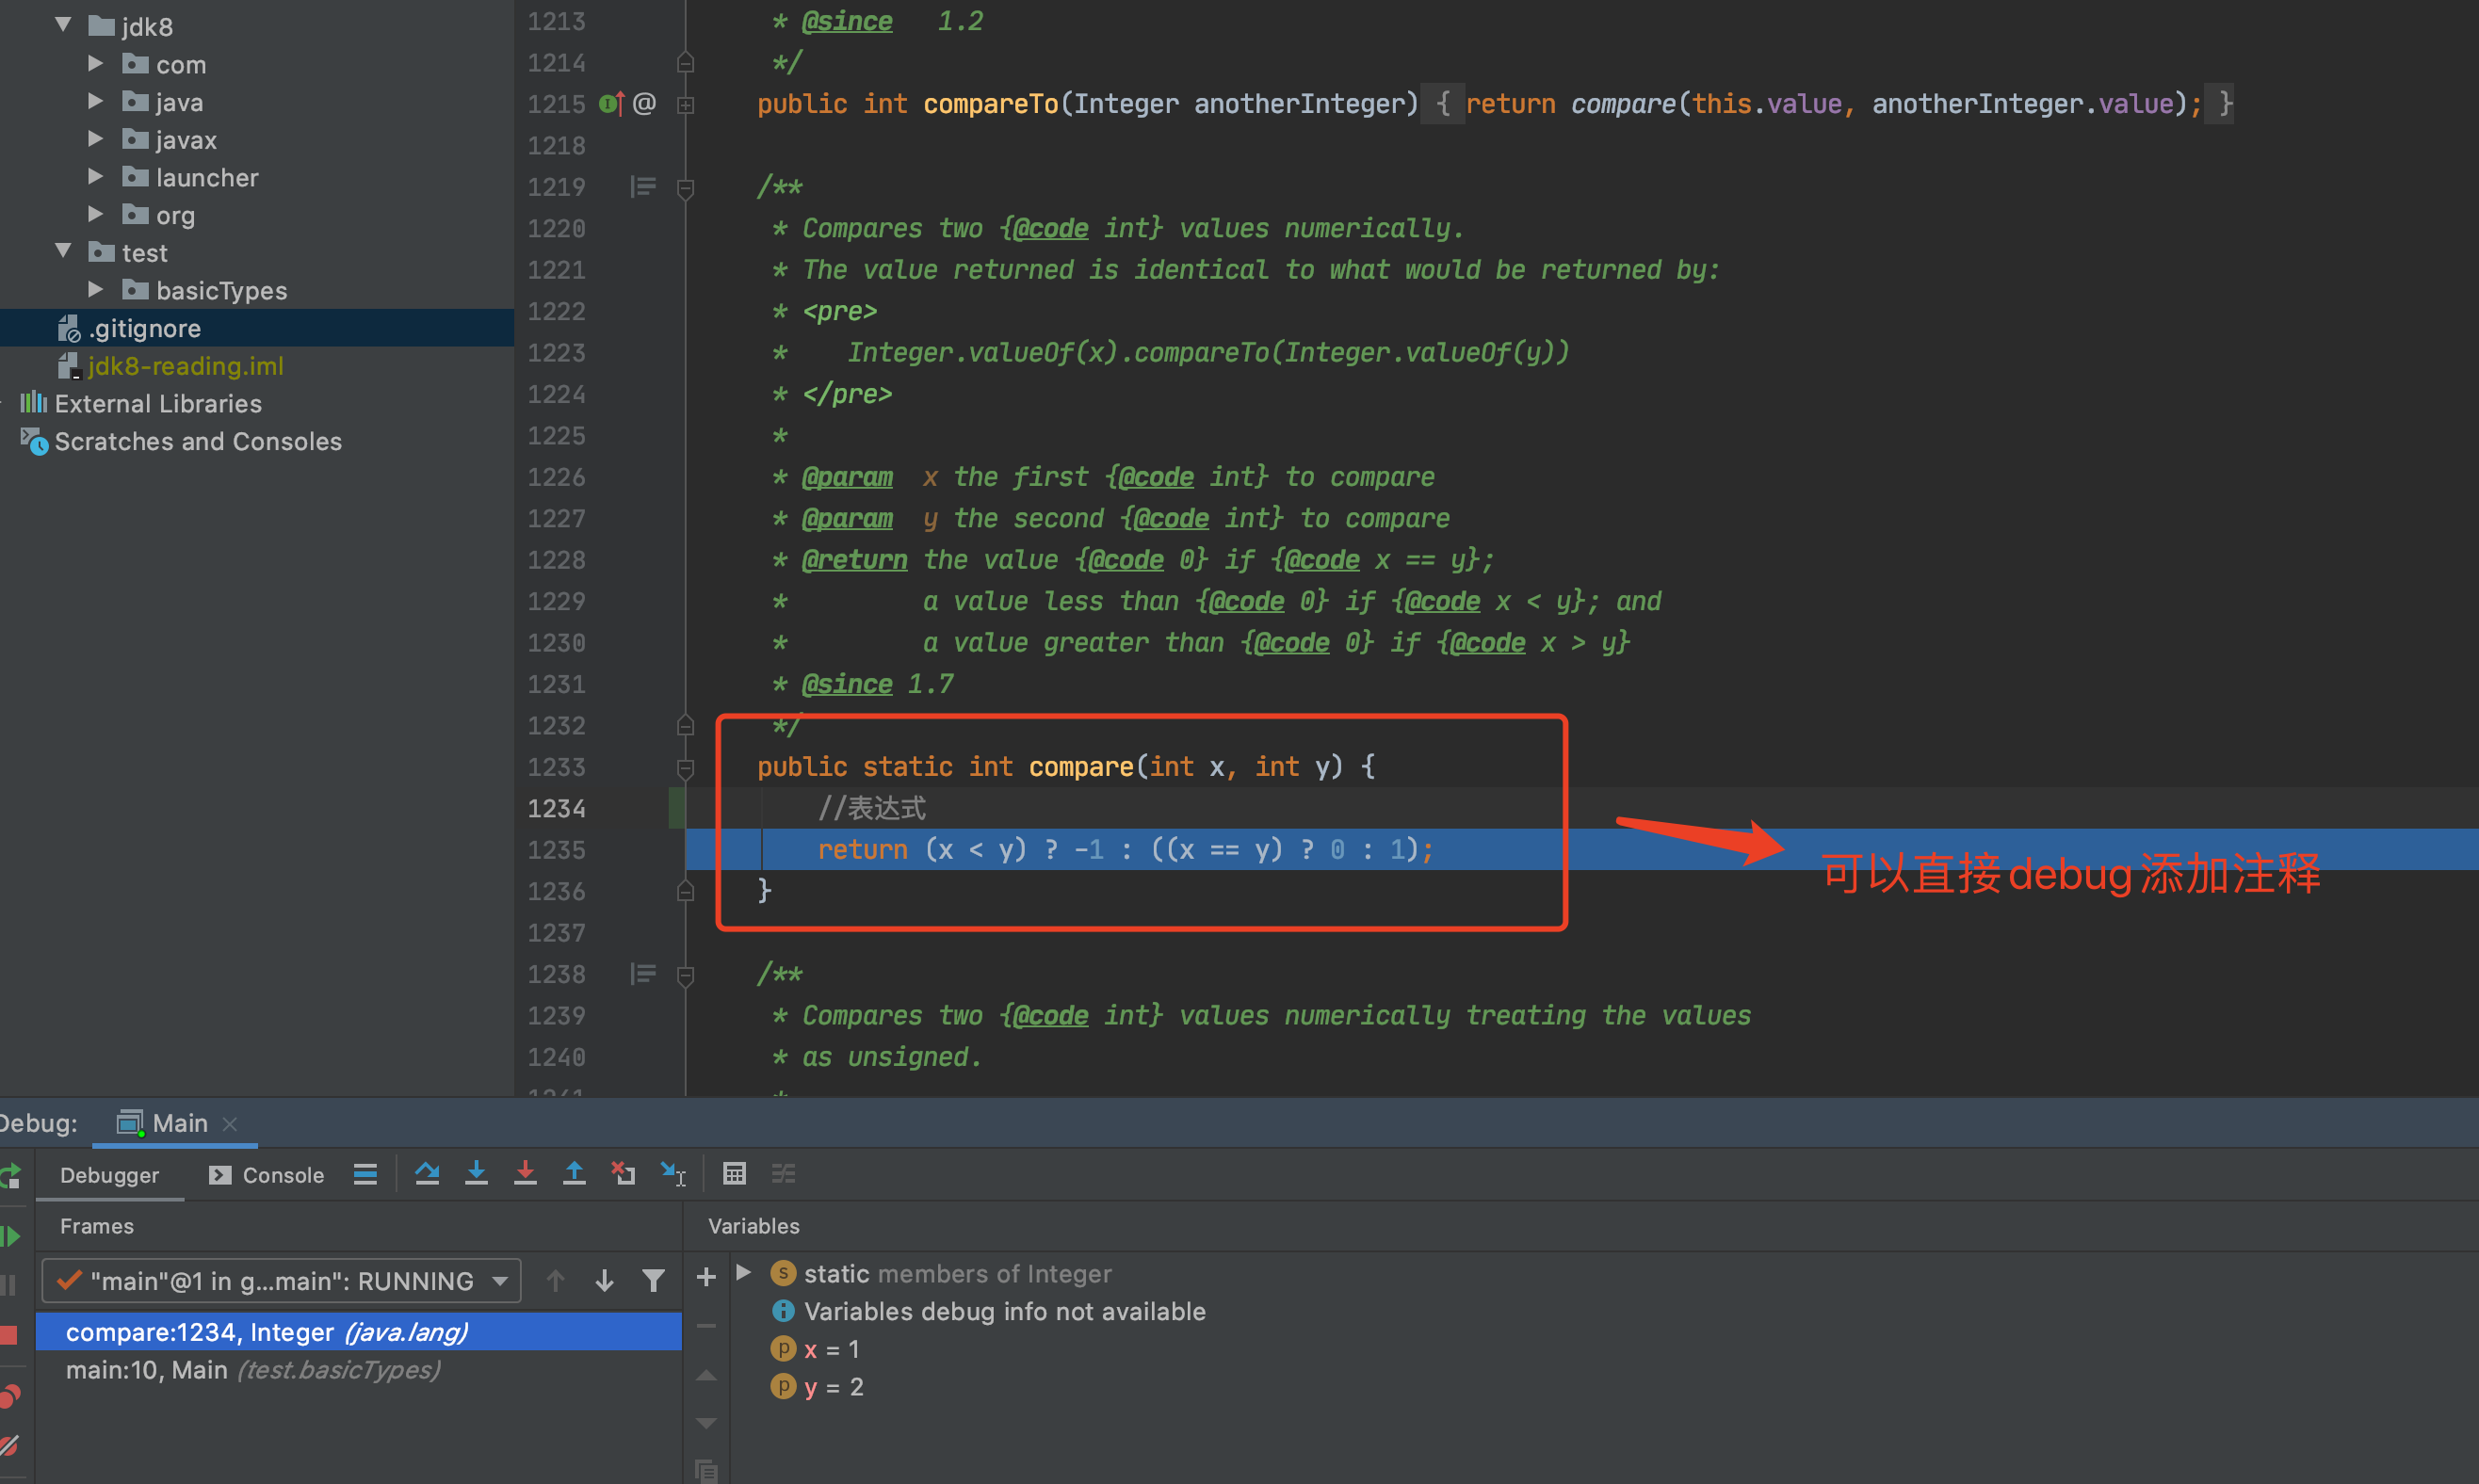 jdk8
com
java
javax
launcher
org
test
basicTypes
.gitignore
jdk8-reading.iml
External Libraries
Scratches and Consoles
1213 * @since 1.2
1214 */
1215 @ public int compareTo(Integer anotherInteger) { return compare(this.value, anotherInteger.value); }
1218
1219 /**
1220 * Compares two {@code int} values numerically.
1221 * The value returned is identical to what would be returned by:
1222 * <pre>
1223 * Integer.valueOf(x).compareTo(Integer.valueOf(y))
1224 * </pre>
1225 *
1226 * @param x the first {@code int} to compare
1227 * @param y the second {@code int} to compare
1228 * @return the value {@code 0} if {@code x == y};
1229 * a value less than {@code 0} if {@code x < y}; and
1230 * a value greater than {@code 0} if {@code x > y}
1231 * @since 1.7
1232 */
1233 public static int compare(int x, int y) {
1234 //表达式
1235 return (x < y) ? -1 : ((x == y) ? 0 : 1);
1236 }
可以直接debug添加注释
1237
1238 /**
1239 * Compares two {@code int} values numerically treating the values
1240 * as unsigned.
Debug: Main
Debugger Console
Frames
Variables
"main"@1 in g...main": RUNNING
compare:1234, Integer (java.lang)
main:10, Main (test.basicTypes)
static members of Integer
Variables debug info not available
x = 1
y = 2